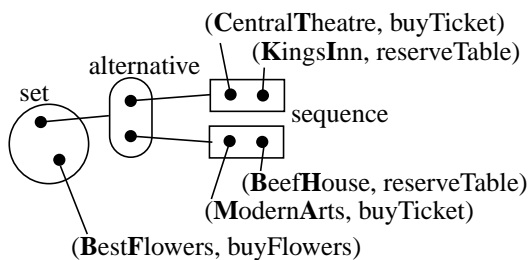 (CentralTheatre, buyTicket)
(KingsInn, reserveTable)
alternative
set
sequence
(BeefHouse, reserveTable)
(ModernArts, buyTicket)
(BestFlowers, buyFlowers)